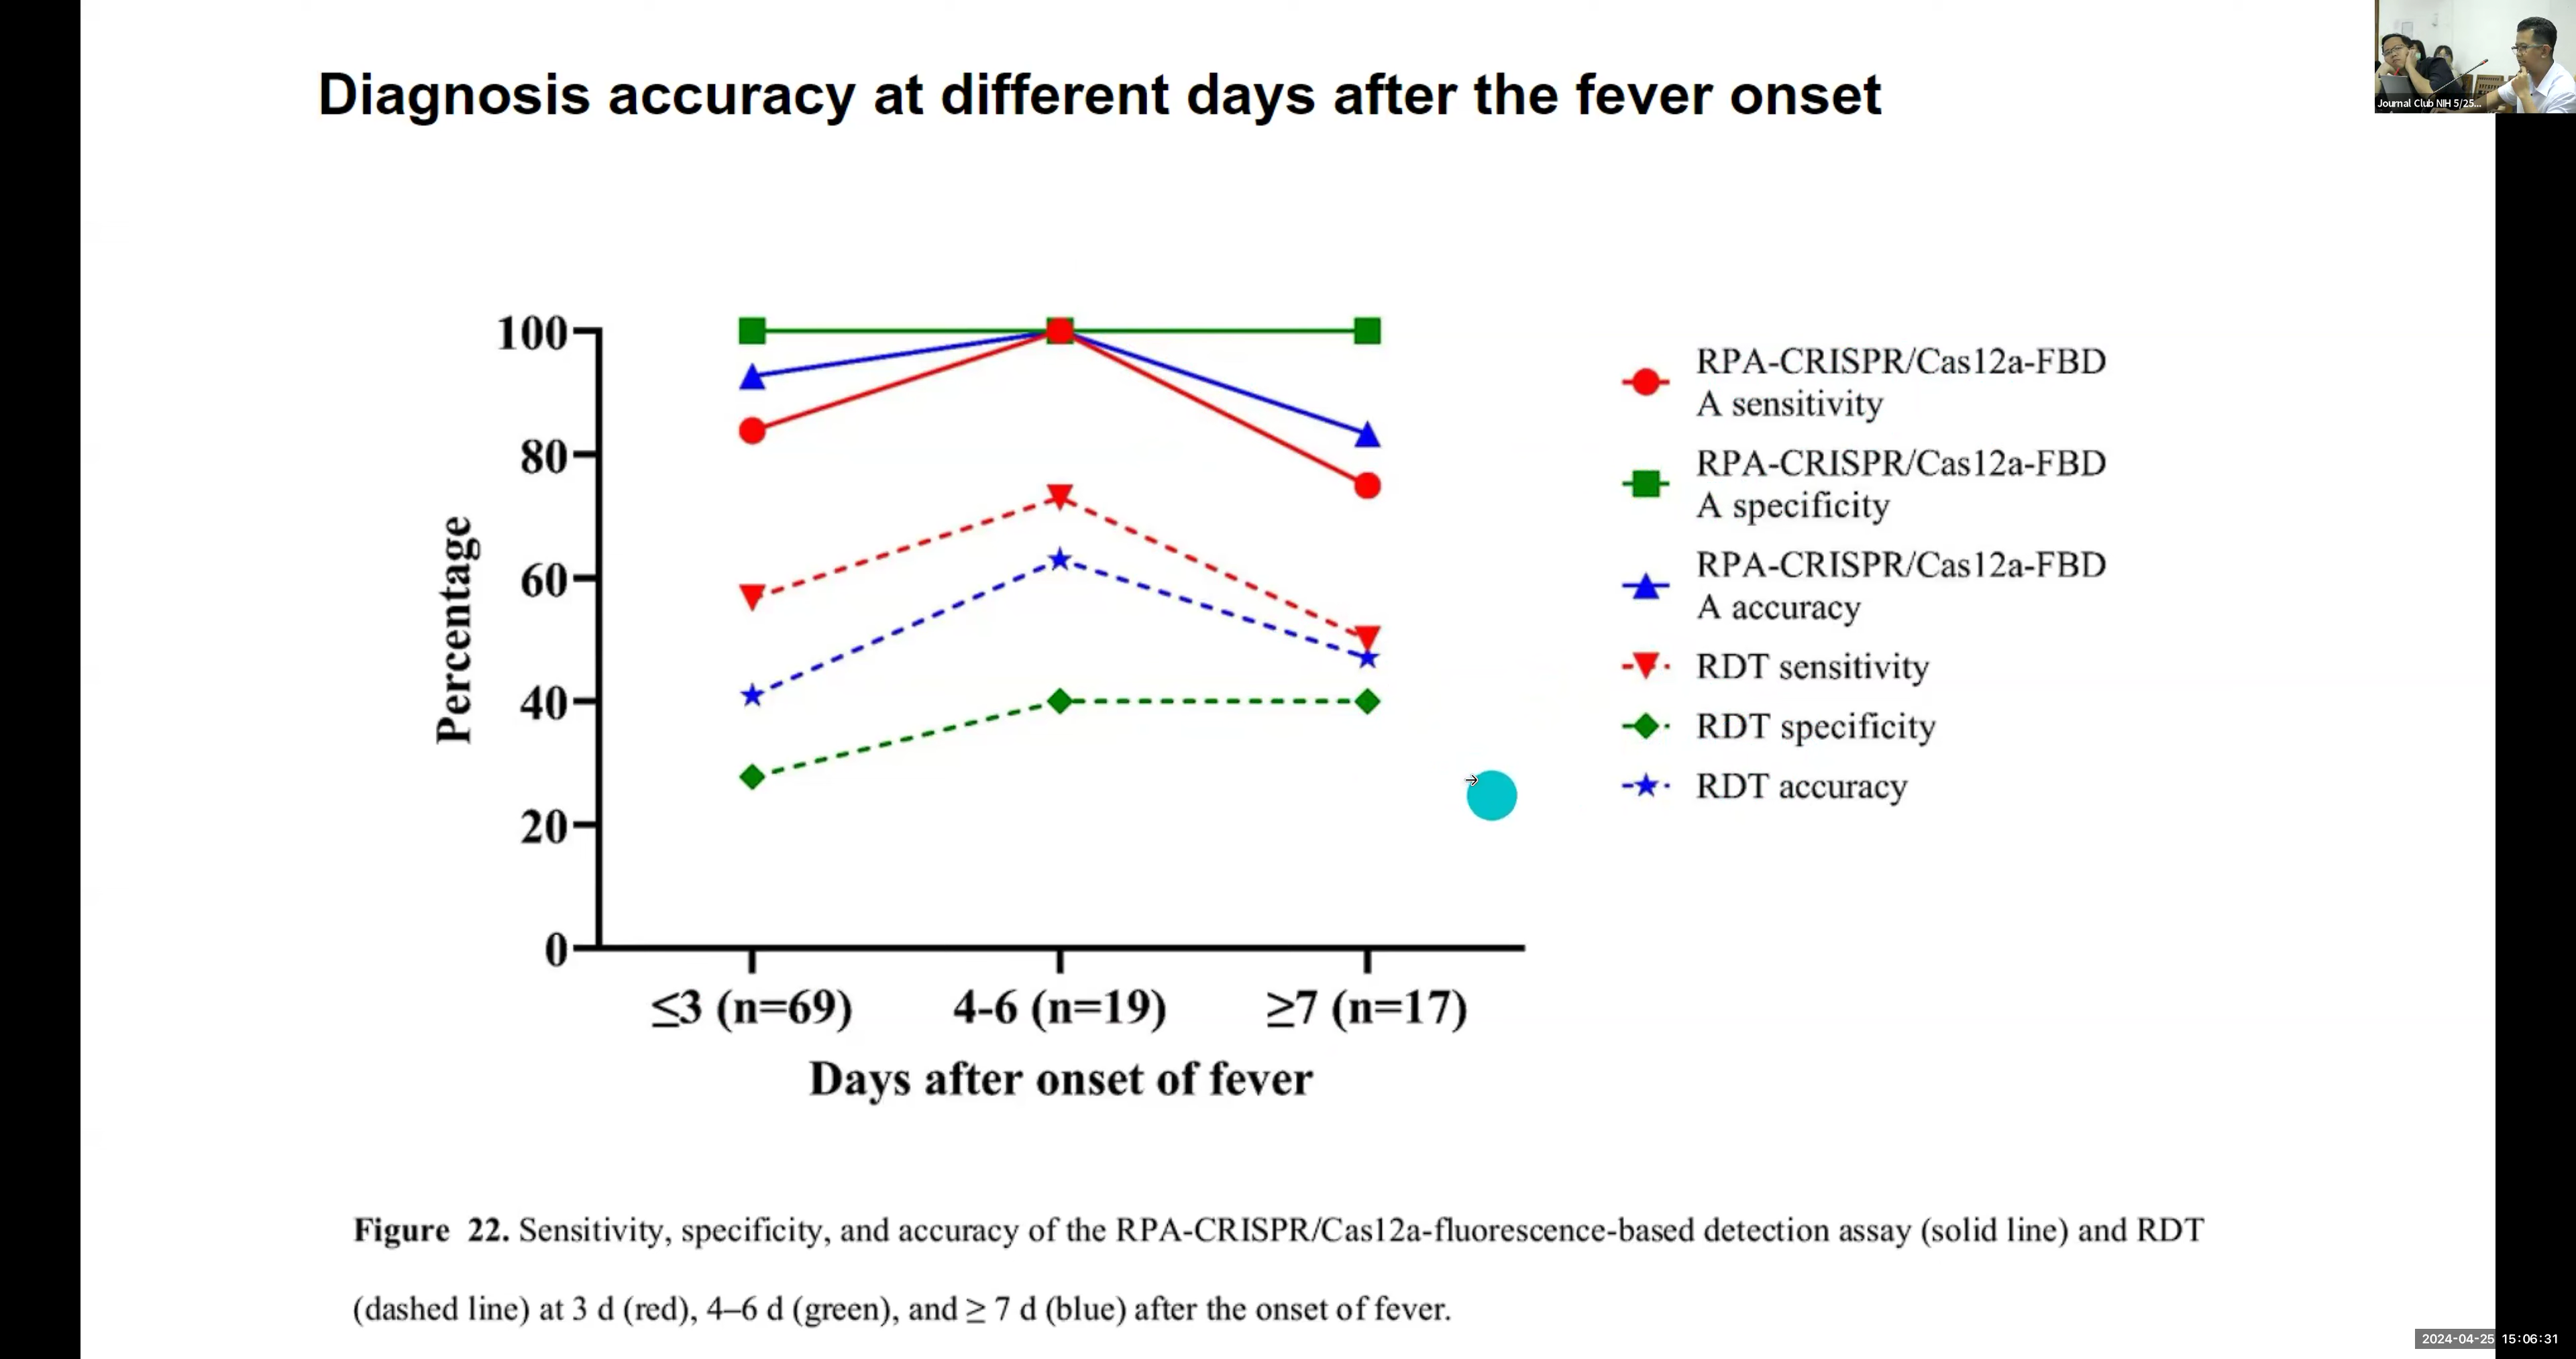 Diagnosis accuracy at different days after the fever onset
Journal Club NIH 5/25...
100
80
60
40
20
0
Percentage
≤3 (n=69)
4-6 (n=19)
≥7 (n=17)
Days after onset of fever
RPA-CRISPR/Cas12a-FBD
A sensitivity
RPA-CRISPR/Cas12a-FBD
A specificity
RPA-CRISPR/Cas12a-FBD
A accuracy
RDT sensitivity
RDT specificity
RDT accuracy
Figure 22. Sensitivity, specificity, and accuracy of the RPA-CRISPR/Cas12a-fluorescence-based detection assay (solid line) and RDT
(dashed line) at 3 d (red), 4–6 d (green), and ≥ 7 d (blue) after the onset of fever.
2024-04-25 15:06:31